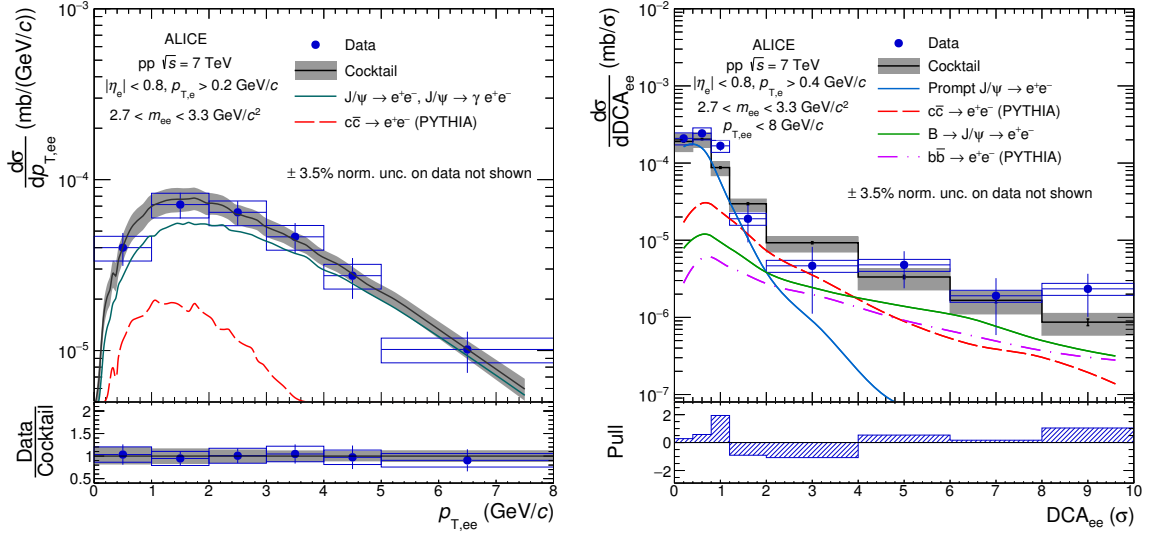 dσ/dp_T,ee (mb/(GeV/c))
10⁻⁴
10⁻⁵
ALICE
pp √s = 7 TeV
|η_e| < 0.8, p_T,e > 0.2 GeV/c
2.7 < m_ee < 3.3 GeV/c²
Data
Cocktail
J/ψ → e⁺e⁻, J/ψ → γ e⁺e⁻
cc̄ → e⁺e⁻ (PYTHIA)
± 3.5% norm. unc. on data not shown
Data/Cocktail
2
1.5
1
0.5
0 1 2 3 4 5 6 7 8
p_T,ee (GeV/c)
dσ/dDCA_ee (mb/σ)
10⁻²
10⁻³
10⁻⁴
10⁻⁵
10⁻⁶
10⁻⁷
ALICE
pp √s = 7 TeV
|η_e| < 0.8, p_T,e > 0.4 GeV/c
2.7 < m_ee < 3.3 GeV/c²
p_T,ee < 8 GeV/c
Data
Cocktail
Prompt J/ψ → e⁺e⁻
cc̄ → e⁺e⁻ (PYTHIA)
B → J/ψ → e⁺e⁻
bb̄ → e⁺e⁻ (PYTHIA)
± 3.5% norm. unc. on data not shown
Pull
2
0
−2
0 1 2 3 4 5 6 7 8 9 10
DCA_ee (σ)